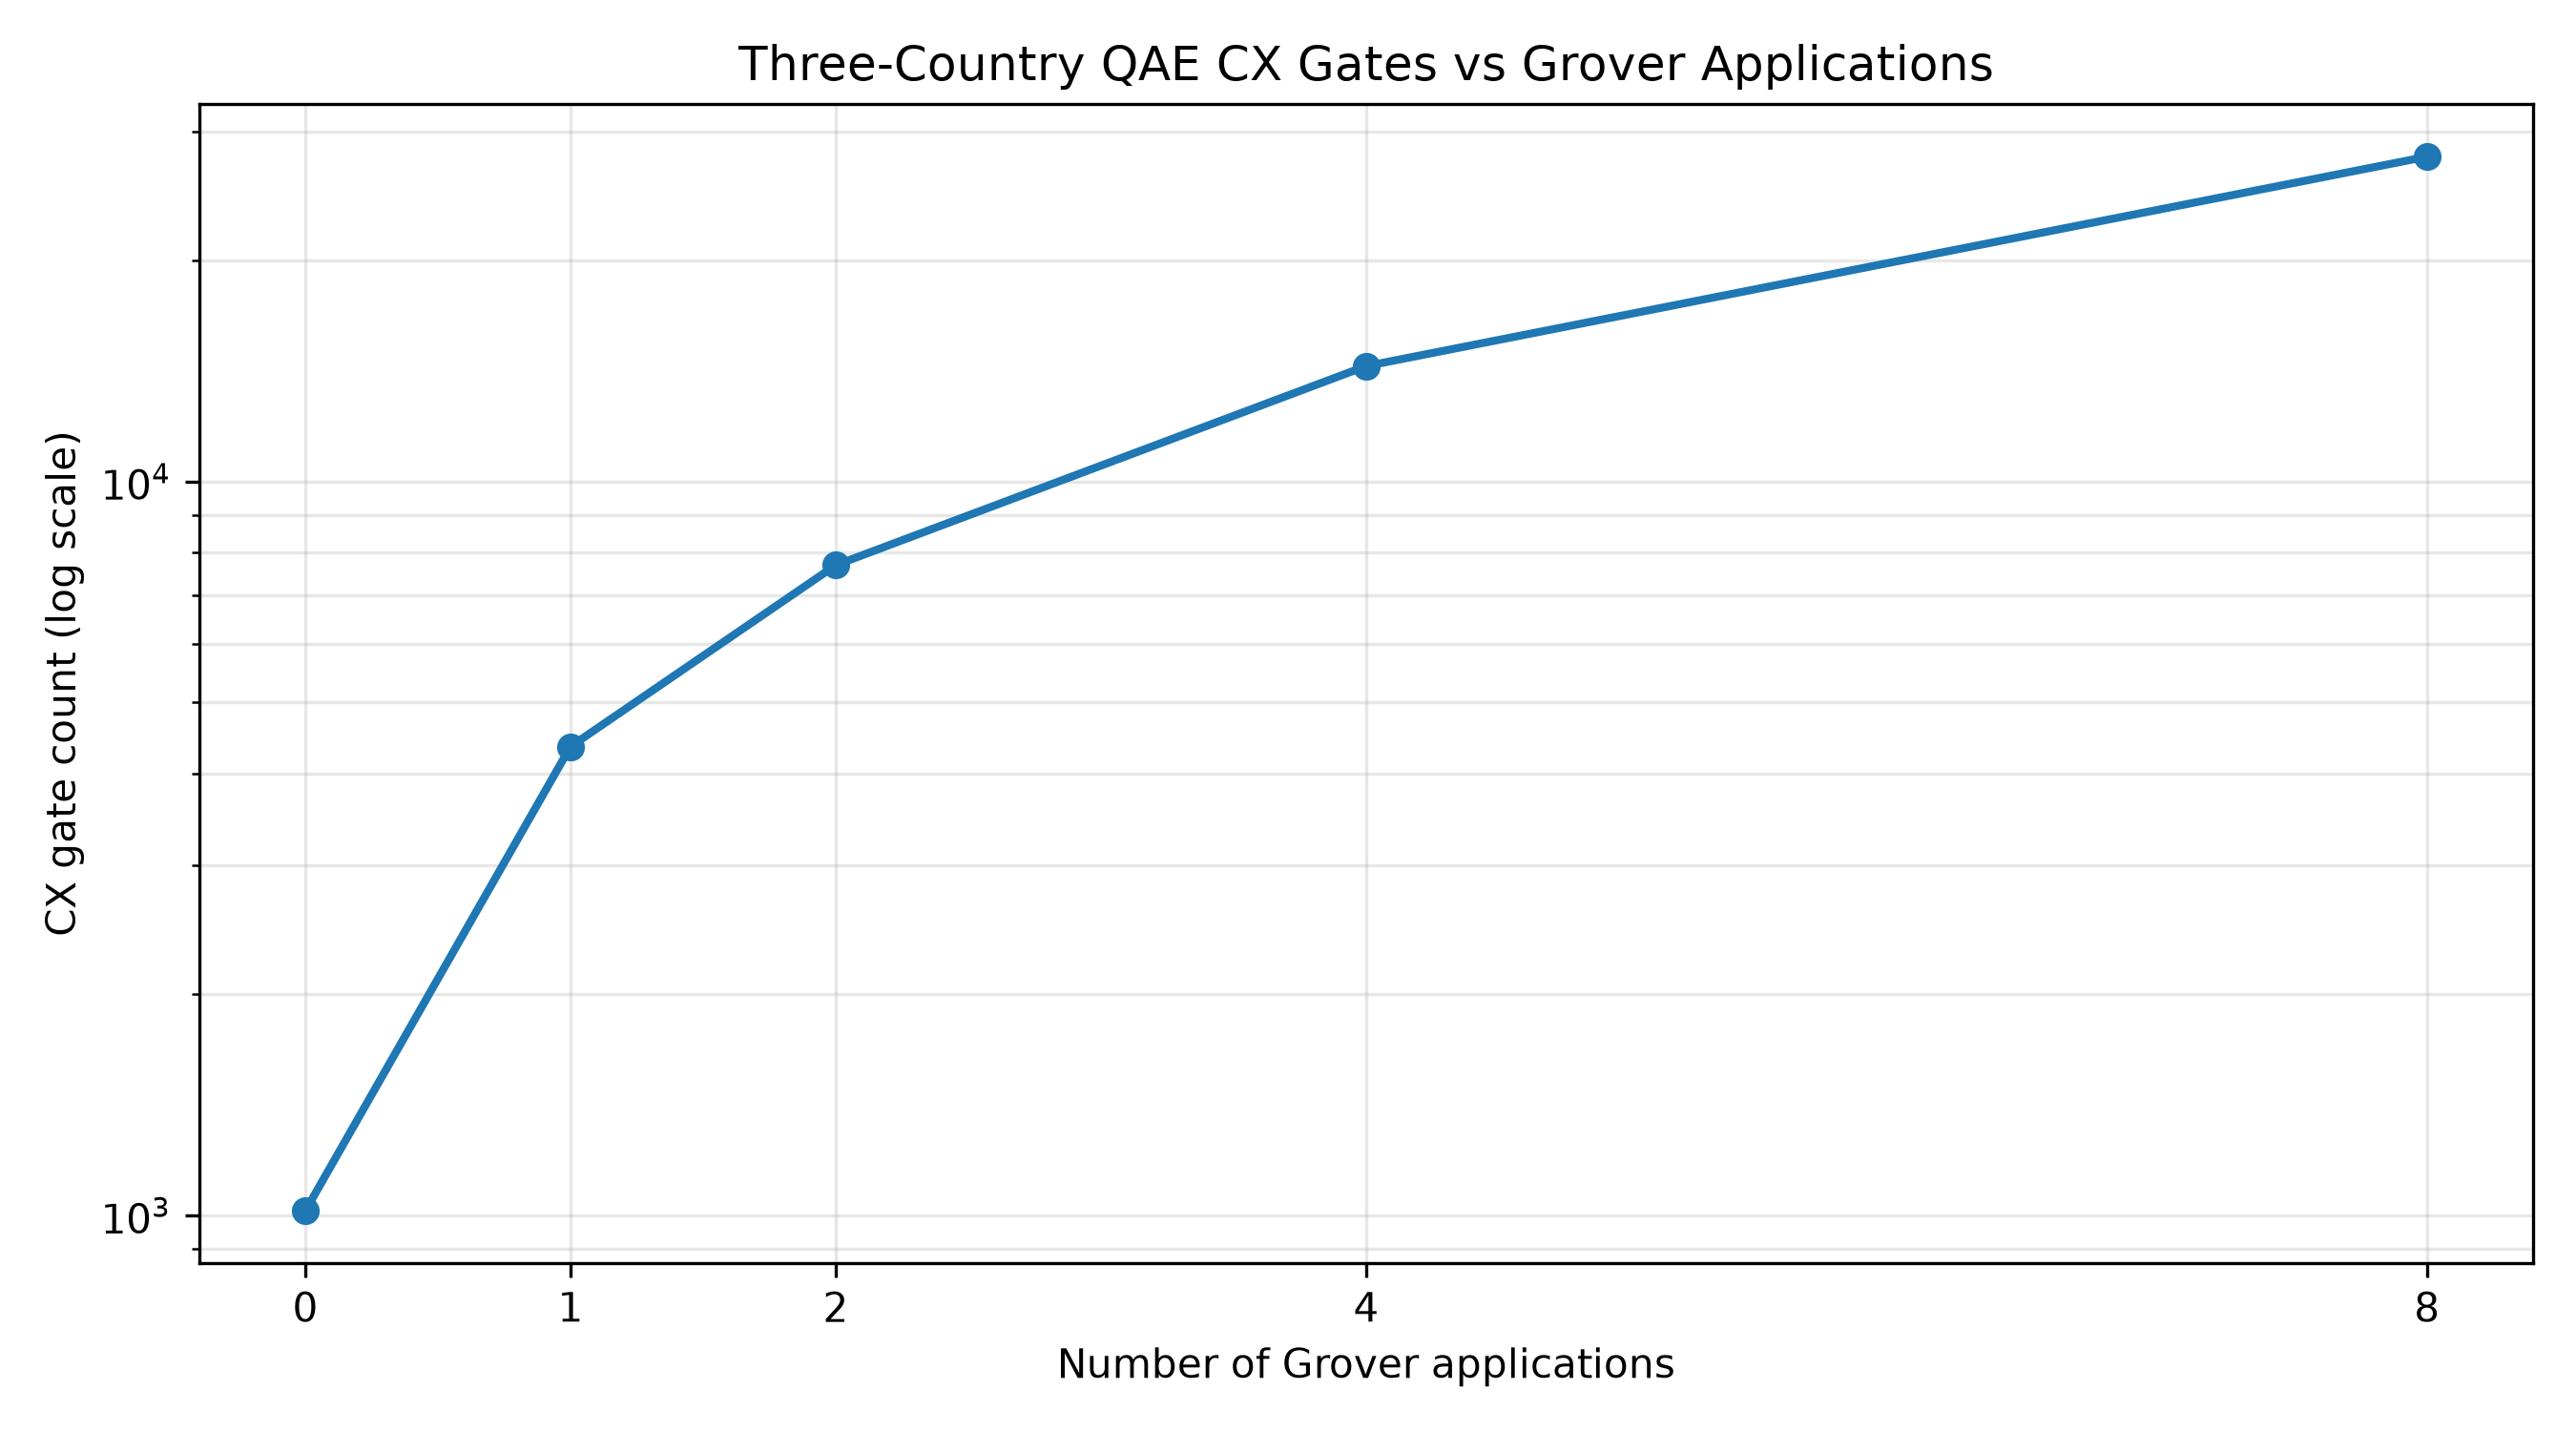 Three-Country QAE CX Gates vs Grover Applications
CX gate count (log scale)
10⁴
10³
0 1 2 4 8
Number of Grover applications